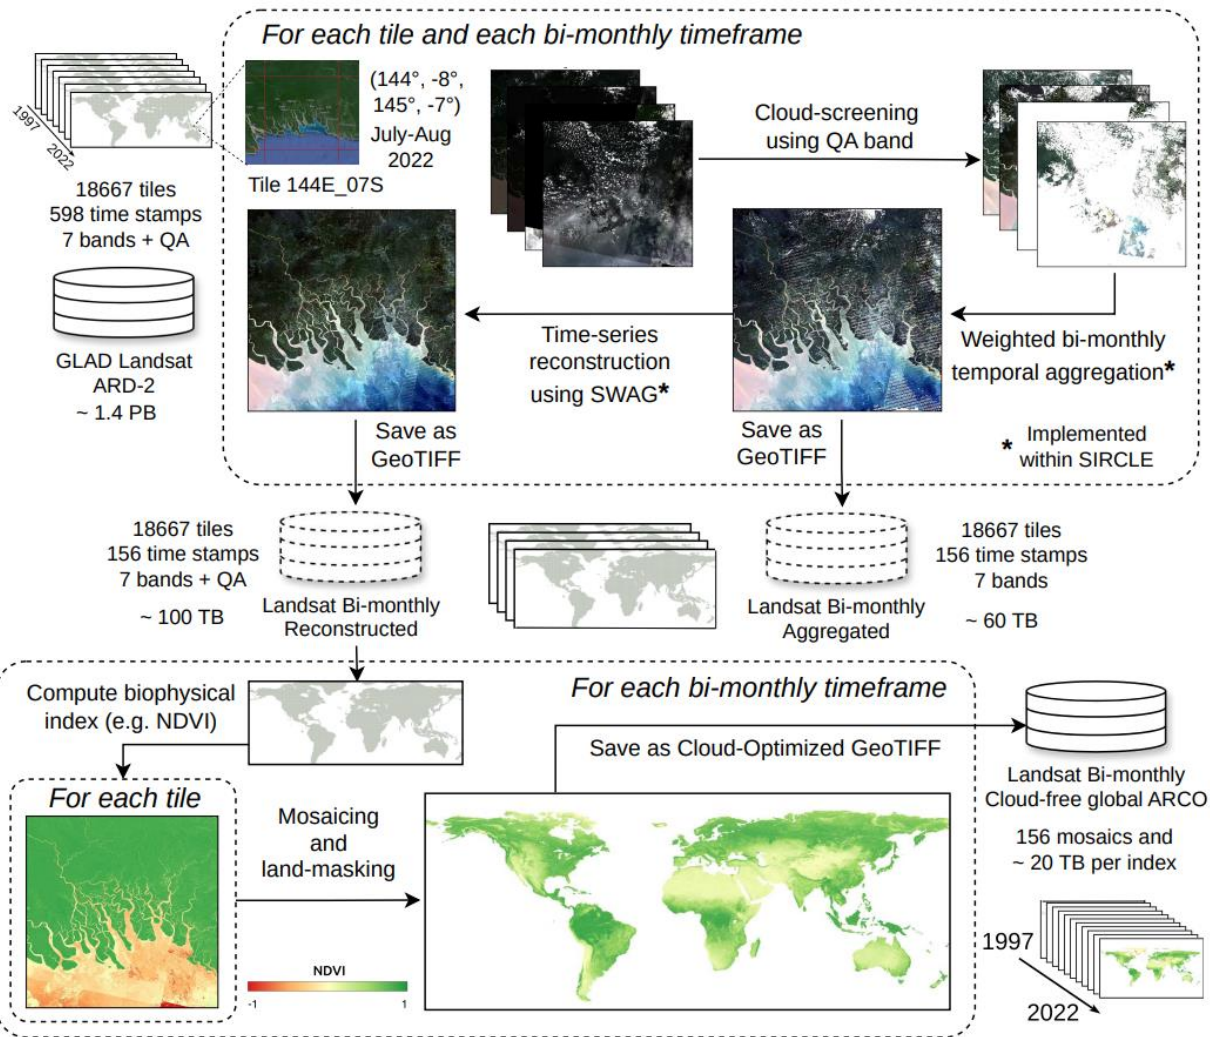 For each tile and each bi-monthly timeframe
1997
2022
18667 tiles
598 time stamps
7 bands + QA
GLAD Landsat
ARD-2
~ 1.4 PB
(144°, -8°,
145°, -7°)
July-Aug
2022
Tile 144E_07S
Cloud-screening
using QA band
Weighted bi-monthly
temporal aggregation*
Time-series
reconstruction
using SWAG*
* Implemented
within SIRCLE
Save as
GeoTIFF
Save as
GeoTIFF
18667 tiles
156 time stamps
7 bands + QA
~ 100 TB
Landsat Bi-monthly
Reconstructed
Landsat Bi-monthly
Aggregated
18667 tiles
156 time stamps
7 bands
~ 60 TB
For each bi-monthly timeframe
Compute biophysical
index (e.g. NDVI)
Save as Cloud-Optimized GeoTIFF
For each tile
Mosaicing
and
land-masking
NDVI
-1
1
Landsat Bi-monthly
Cloud-free global ARCO
156 mosaics and
~ 20 TB per index
1997
2022